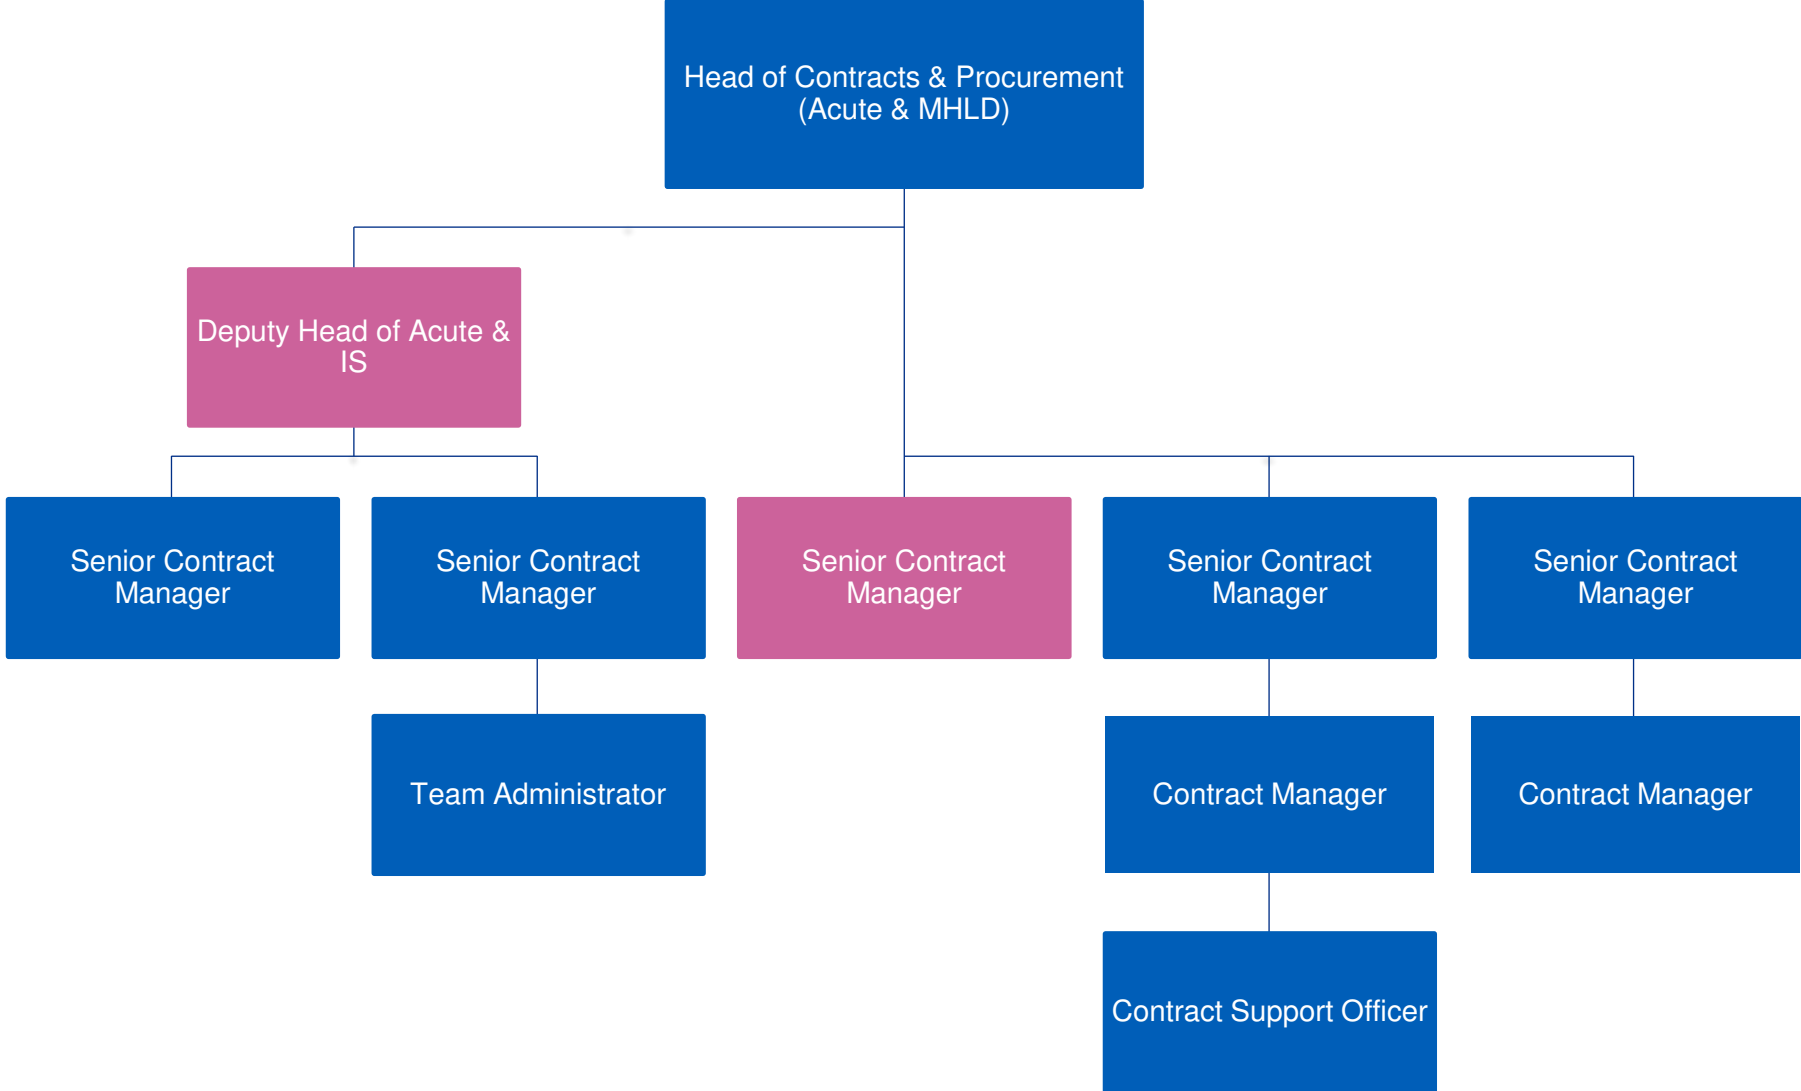 Head of Contracts & Procurement
(Acute & MHLD)
Deputy Head of Acute &
IS
Senior Contract
Manager
Senior Contract
Manager
Senior Contract
Manager
Senior Contract
Manager
Senior Contract
Manager
Team Administrator
Contract Manager
Contract Manager
Contract Support Officer